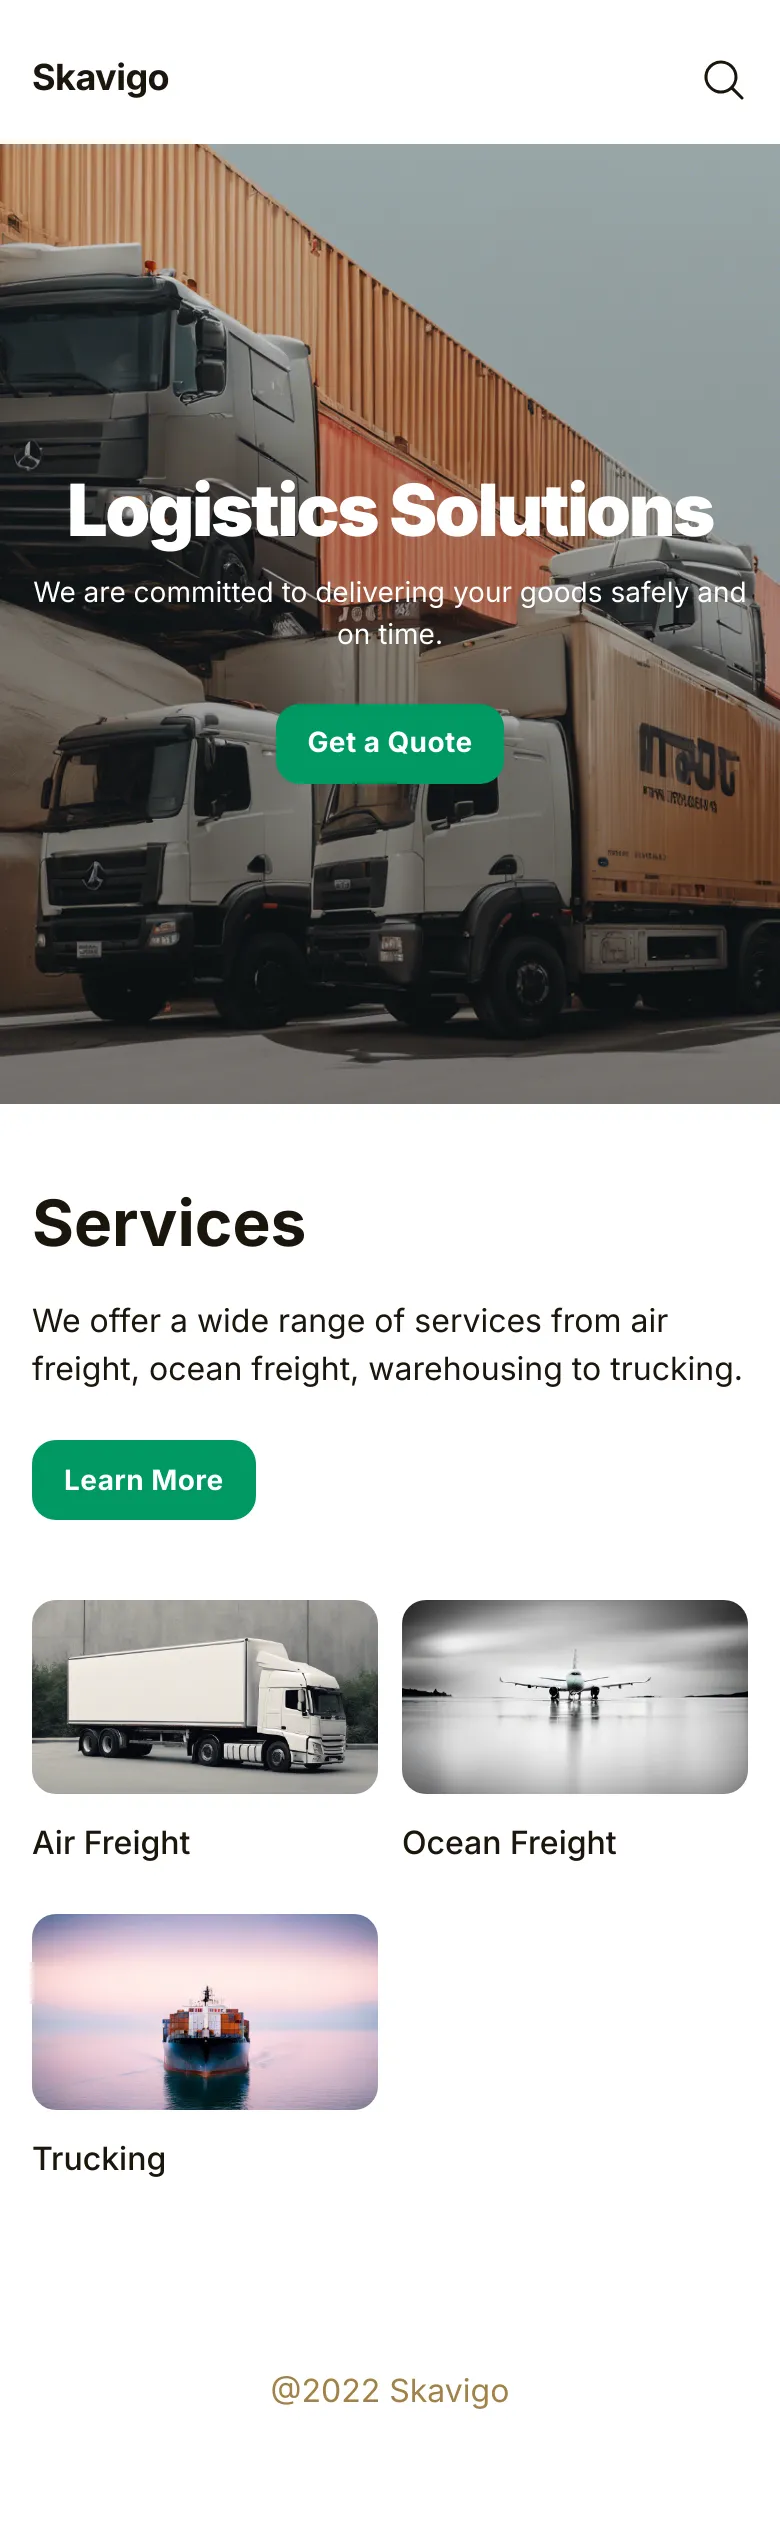 Skavigo
Logistics Solutions
We are committed to delivering your goods safely and
on time.
Get a Quote
Services
We offer a wide range of services from air
freight, ocean freight, warehousing to trucking.
Learn More
Air Freight
Ocean Freight
Trucking
@2022 Skavigo